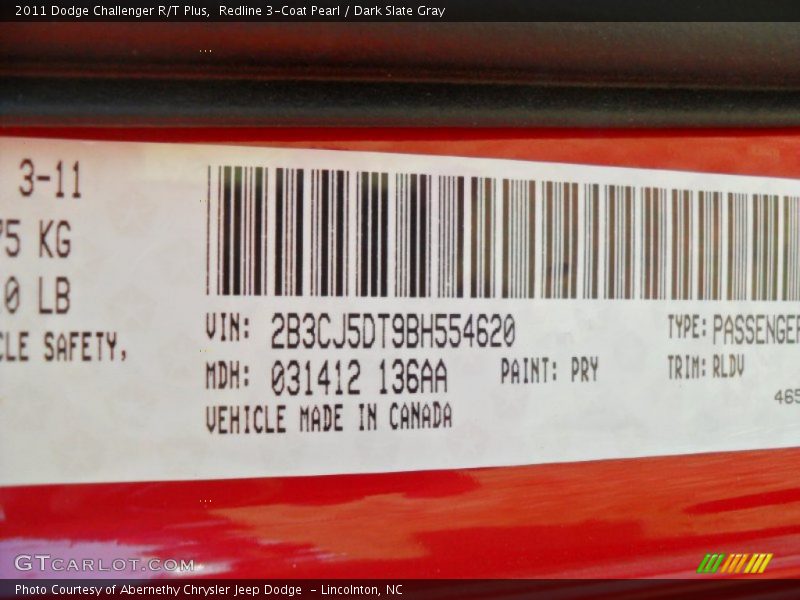 2011 Dodge Challenger R/T Plus,  Redline 3-Coat Pearl / Dark Slate Gray
3-11
75 KG
0 LB
CLE SAFETY,
VIN: 2B3CJ5DT9BH554620
TYPE: PASSENGER
MDH: 031412 136AA
PAINT: PRY
TRIM: RLDV
VEHICLE MADE IN CANADA
465
GTCARLOT.COM
Photo Courtesy of Abernethy Chrysler Jeep Dodge  - Lincolnton, NC